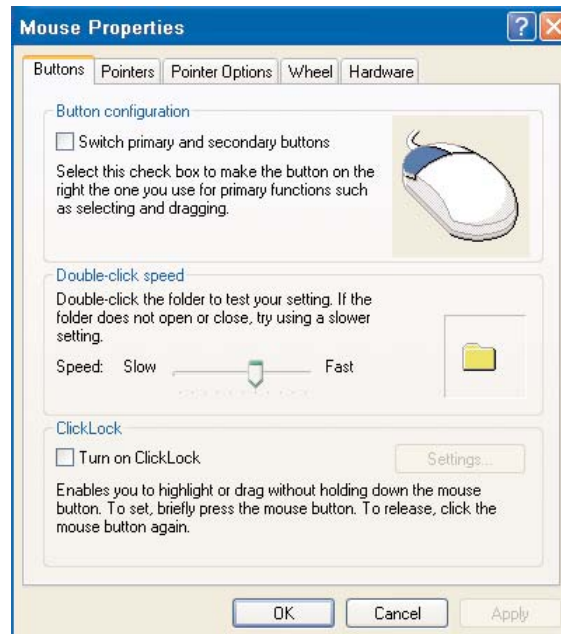 Mouse Properties
Buttons Pointers Pointer Options Wheel Hardware
Button configuration
Switch primary and secondary buttons
Select this check box to make the button on the
right the one you use for primary functions such
as selecting and dragging.
Double-click speed
Double-click the folder to test your setting. If the
folder does not open or close, try using a slower
setting.
Speed: Slow Fast
ClickLock
Turn on ClickLock Settings...
Enables you to highlight or drag without holding down the mouse
button. To set, briefly press the mouse button. To release, click the
mouse button again.
OK Cancel Apply